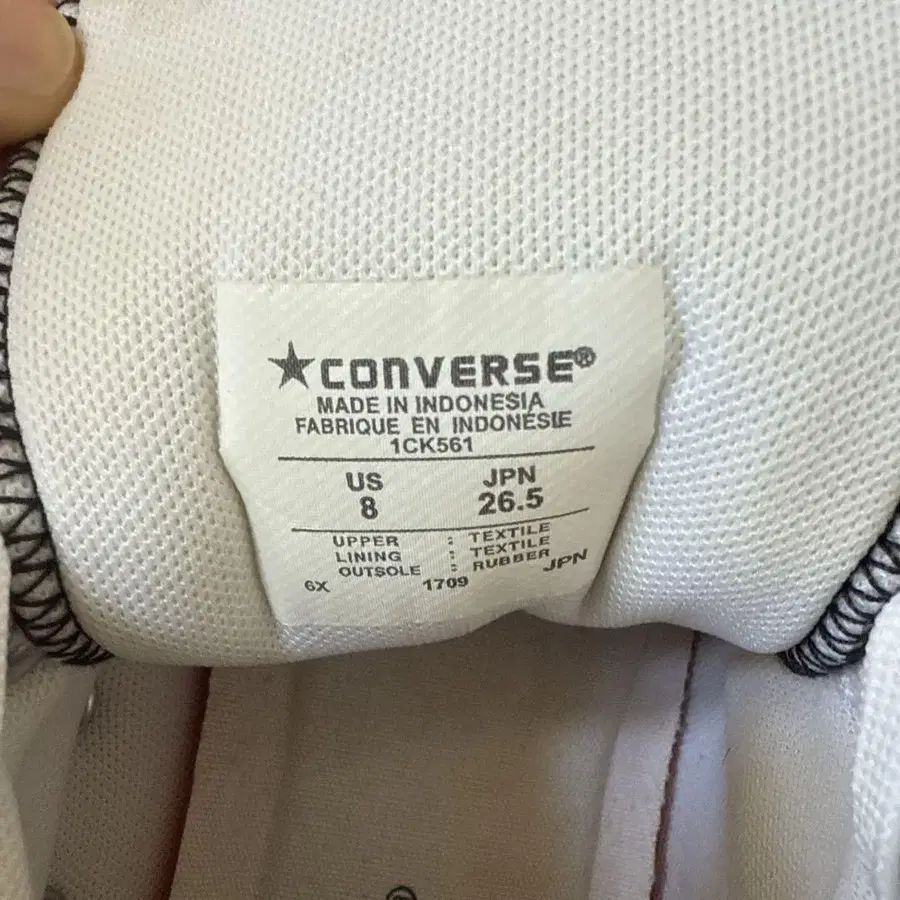 ★CONVERSE®
MADE IN INDONESIA
FABRIQUE EN INDONÉSIE
1CK561
US JPN
8 26.5
UPPER : TEXTILE
LINING : TEXTILE
OUTSOLE : RUBBER
6X 1709 JPN